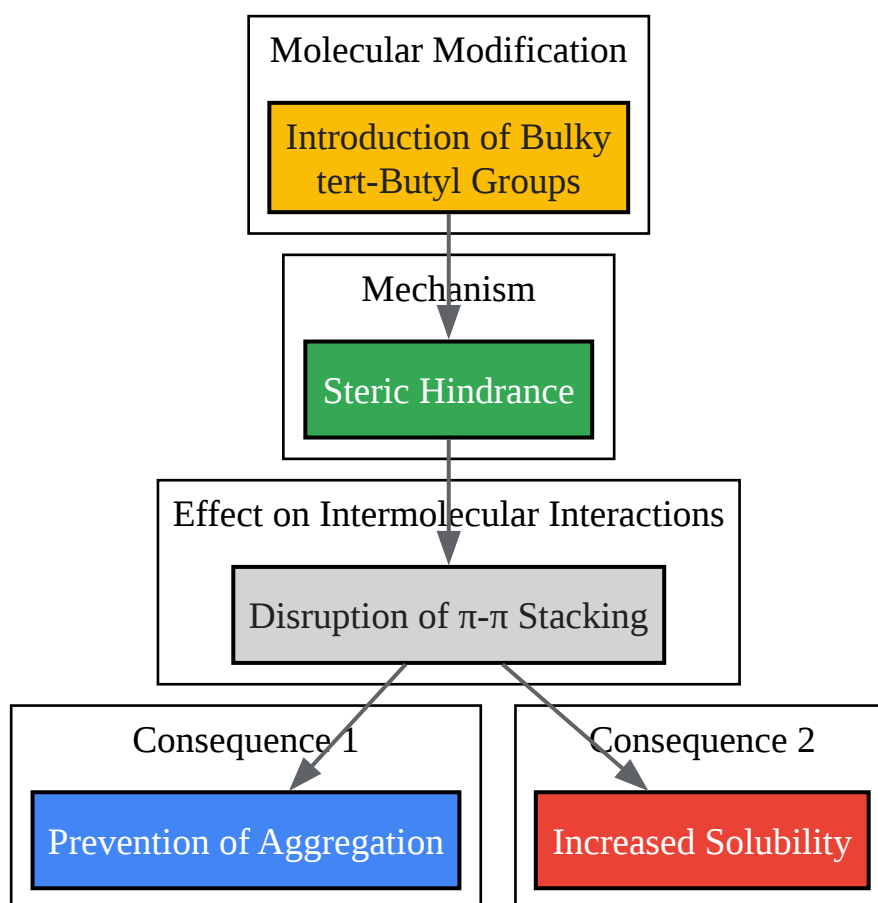 Molecular Modification
Introduction of Bulky
tert-Butyl Groups
Mechanism
Steric Hindrance
Effect on Intermolecular Interactions
Disruption of π-π Stacking
Consequence 1
Consequence 2
Prevention of Aggregation
Increased Solubility